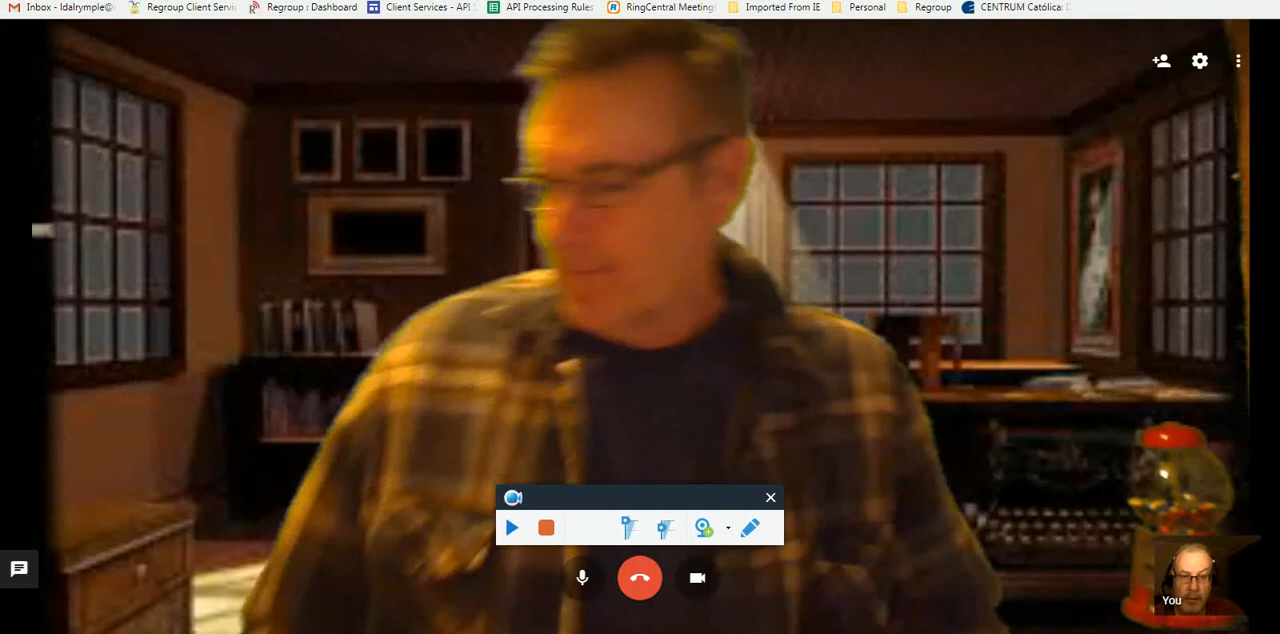 Inbox - ldalrymple@ Regroup Client Servi Regroup : Dashboard Client Services - API API Processing Rules RingCentral Meeting Imported From IE Personal Regroup CENTRUM Católica:
You